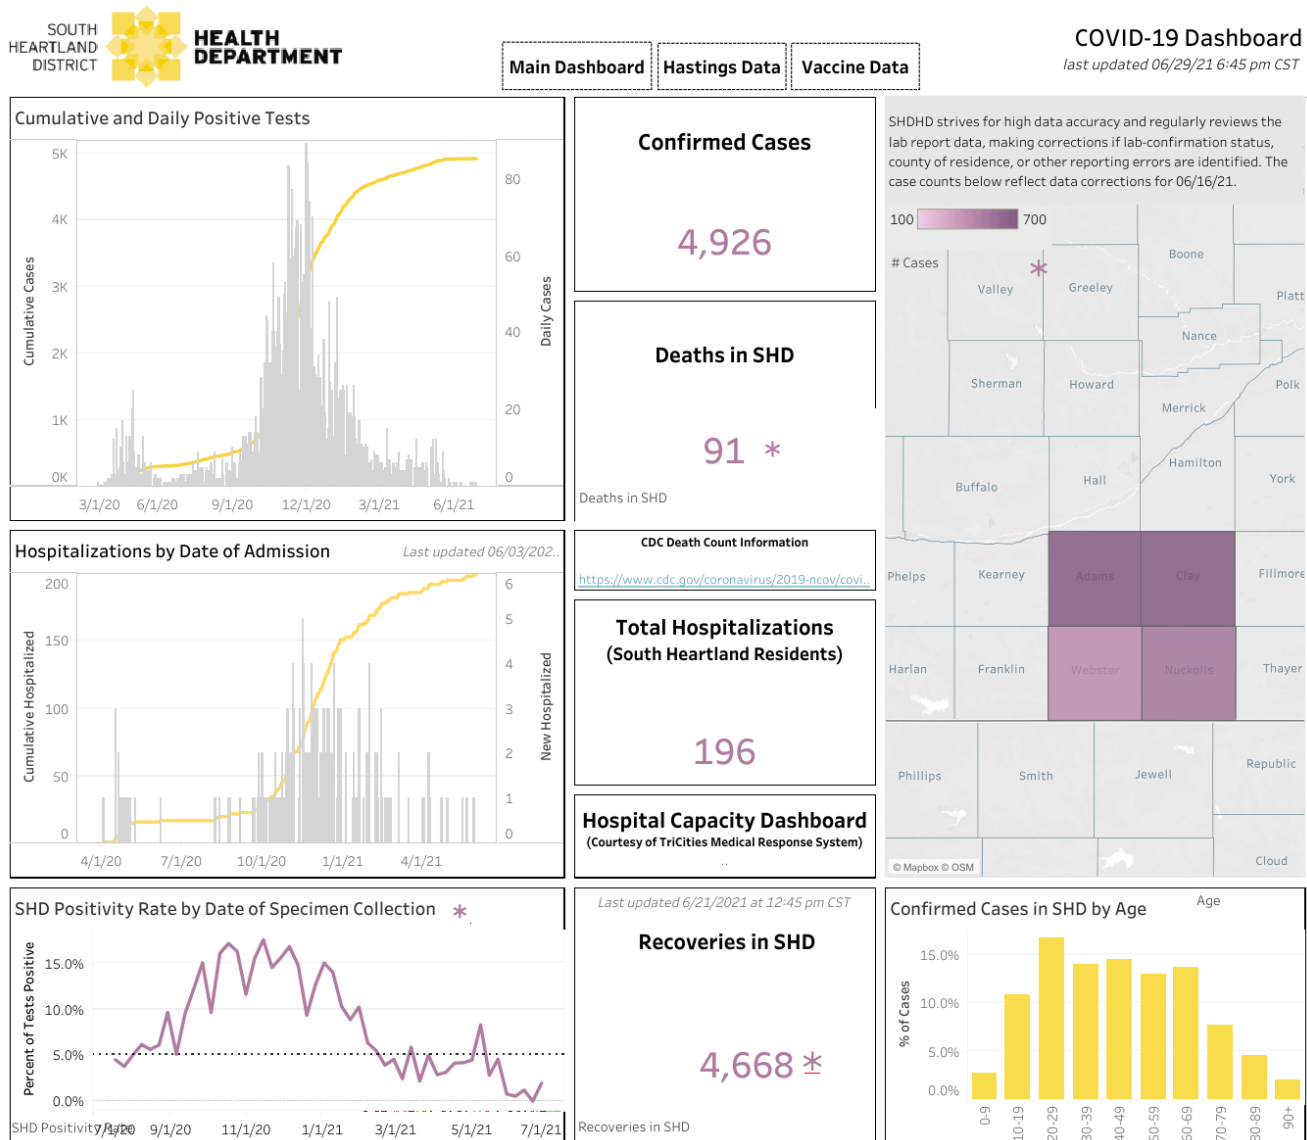 SOUTH
HEARTLAND
DISTRICT
HEALTH
DEPARTMENT
Main Dashboard
Hastings Data
Vaccine Data
COVID-19 Dashboard
last updated 06/29/21 6:45 pm CST
Cumulative and Daily Positive Tests
5K
4K
3K
2K
1K
0K
Cumulative Cases
80
60
40
20
0
Daily Cases
3/1/20 6/1/20 9/1/20 12/1/20 3/1/21 6/1/21
Confirmed Cases
4,926
Deaths in SHD
91 *
Deaths in SHD
CDC Death Count Information
https://www.cdc.gov/coronavirus/2019-ncov/covi..
SHDHD strives for high data accuracy and regularly reviews the
lab report data, making corrections if lab-confirmation status,
county of residence, or other reporting errors are identified. The
case counts below reflect data corrections for 06/16/21.
100 700
# Cases
*
Boone
Valley
Greeley
Platt
Nance
Sherman
Howard
Polk
Merrick
Hamilton
Buffalo
Hall
York
Phelps
Kearney
Adams
Clay
Fillmore
Harlan
Franklin
Webster
Nuckolls
Thayer
Phillips
Smith
Jewell
Republic
Cloud
© Mapbox © OSM
Hospitalizations by Date of Admission
Last updated 06/03/202..
200
150
100
50
0
Cumulative Hospitalized
6
5
4
3
2
1
0
New Hospitalized
4/1/20 7/1/20 10/1/20 1/1/21 4/1/21
Total Hospitalizations
(South Heartland Residents)
196
Hospital Capacity Dashboard
(Courtesy of TriCities Medical Response System)
..
SHD Positivity Rate by Date of Specimen Collection *
Percent of Tests Positive
15.0%
10.0%
5.0%
0.0%
SHD Positivity Rate
7/1/20 9/1/20 11/1/20 1/1/21 3/1/21 5/1/21 7/1/21
Last updated 6/21/2021 at 12:45 pm CST
Recoveries in SHD
4,668 *
Recoveries in SHD
Confirmed Cases in SHD by Age
Age
% of Cases
15.0%
10.0%
5.0%
0.0%
0-9
10-19
20-29
30-39
40-49
50-59
60-69
70-79
80-89
90+